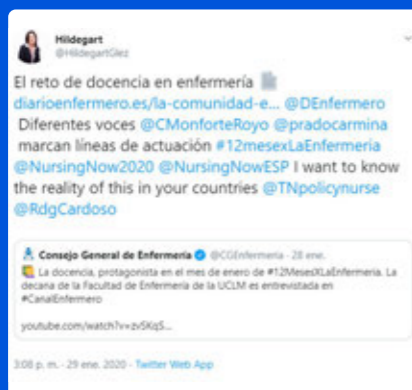 Hildegart
@HildegartGlez
El reto de docencia en enfermería
diarioenfermero.es/la-comunidad-e... @DEnfermero
Diferentes voces @CMonforteRoyo @pradocarmina
marcan líneas de actuación #12mesexLaEnfermeria
@NursingNow2020 @NursingNowESP I want to know
the reality of this in your countries @TNpolicynurse
@RdgCardoso
Consejo General de Enfermería @CGEnfermeria · 28 ene.
La docencia, protagonista en el mes de enero de #12MesesXLaEnfermeria. La
decana de la Facultad de Enfermería de la UCLM es entrevistada en
#CanalEnfermero
youtube.com/watch?v=zv5KqS...
3:08 p. m. · 29 ene. 2020 · Twitter Web App